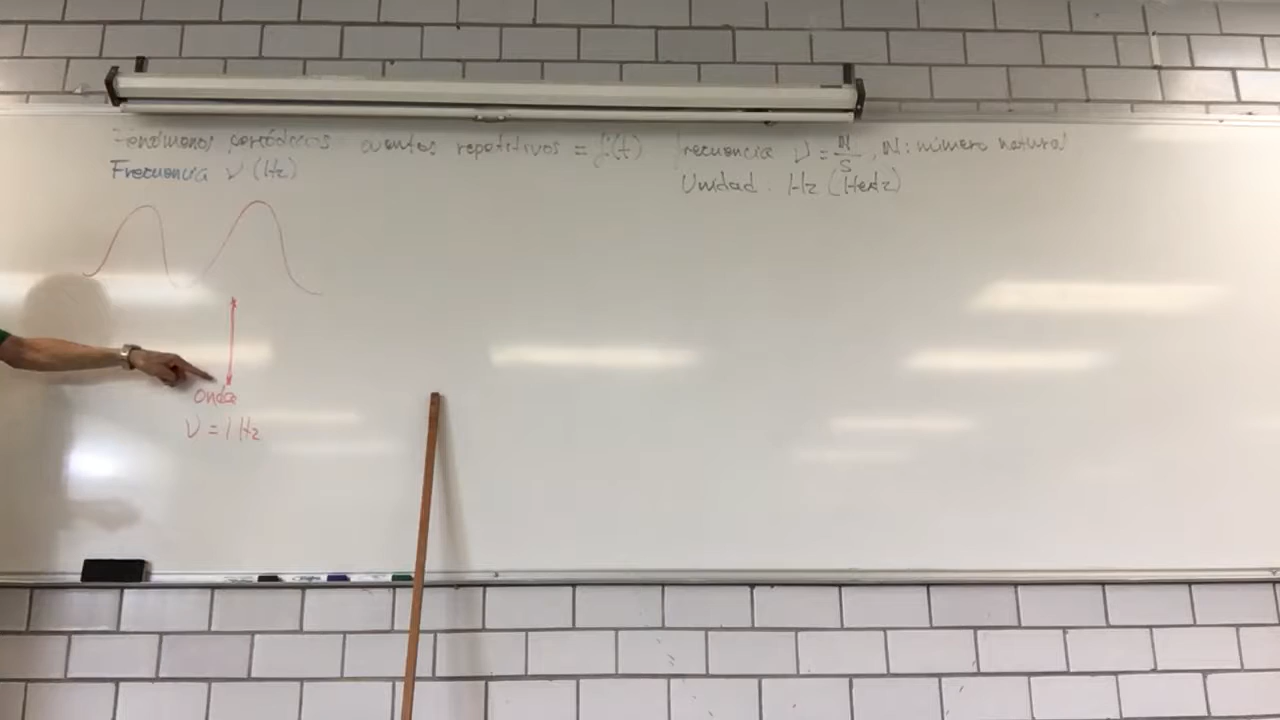 Fenómenos periódicos eventos repetitivos = f(t)
Frecuencia ν (Hz)
Frecuencia ν = N/s, N: número natural
Unidad: Hz (Hertz)
Onda
ν = 1 Hz